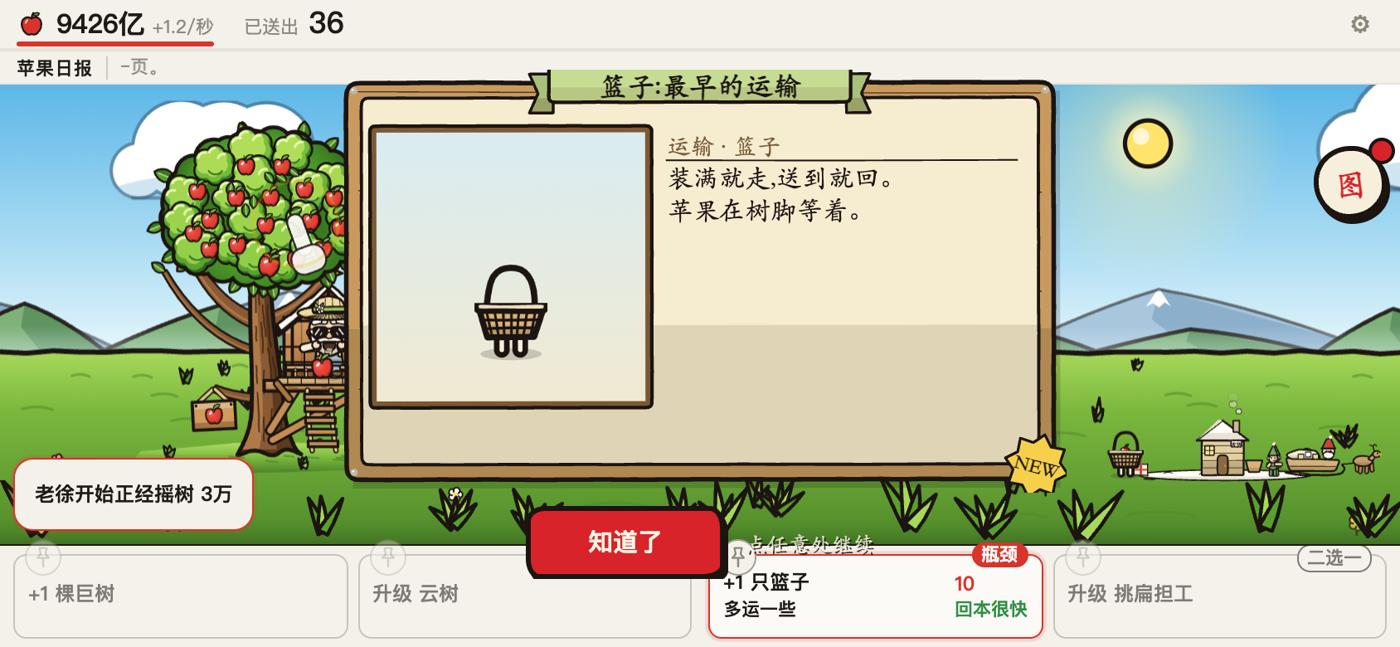 9426亿 +1.2/秒 已送出 36
苹果日报 一页。
篮子:最早的运输
运输 · 篮子
装满就走,送到就回。
苹果在树脚等着。
图
NEW
老徐开始正经摇树 3万
知道了
点任意处继续
+1 棵巨树
升级 云树
瓶颈
+1 只篮子 10
多运一些 回本很快
二选一
升级 挑扁担工